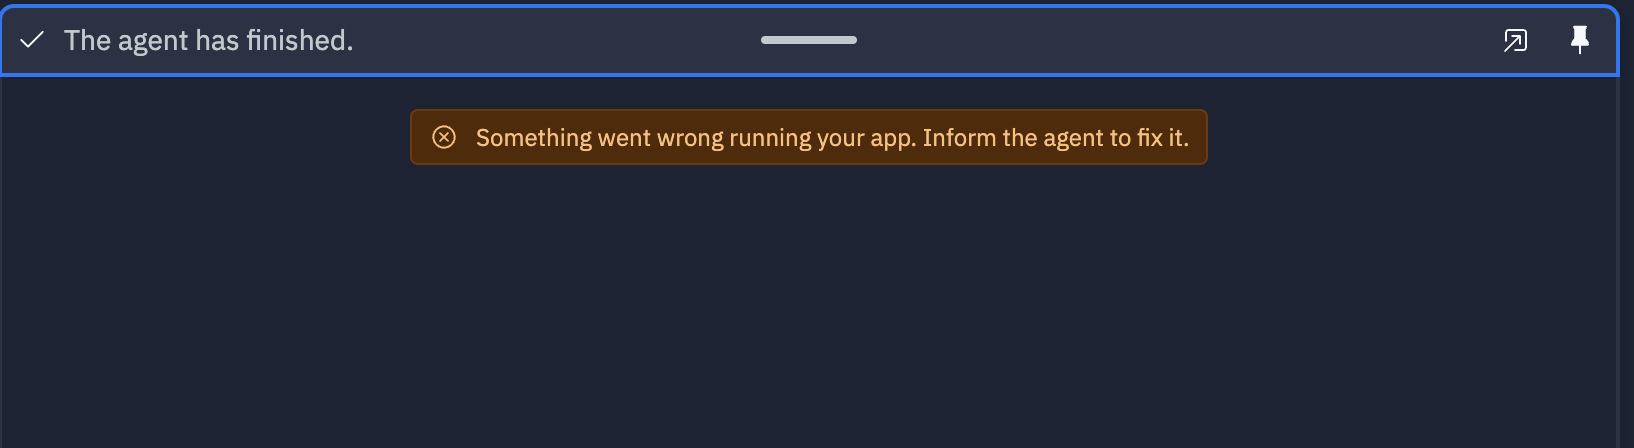 The agent has finished.
Something went wrong running your app. Inform the agent to fix it.